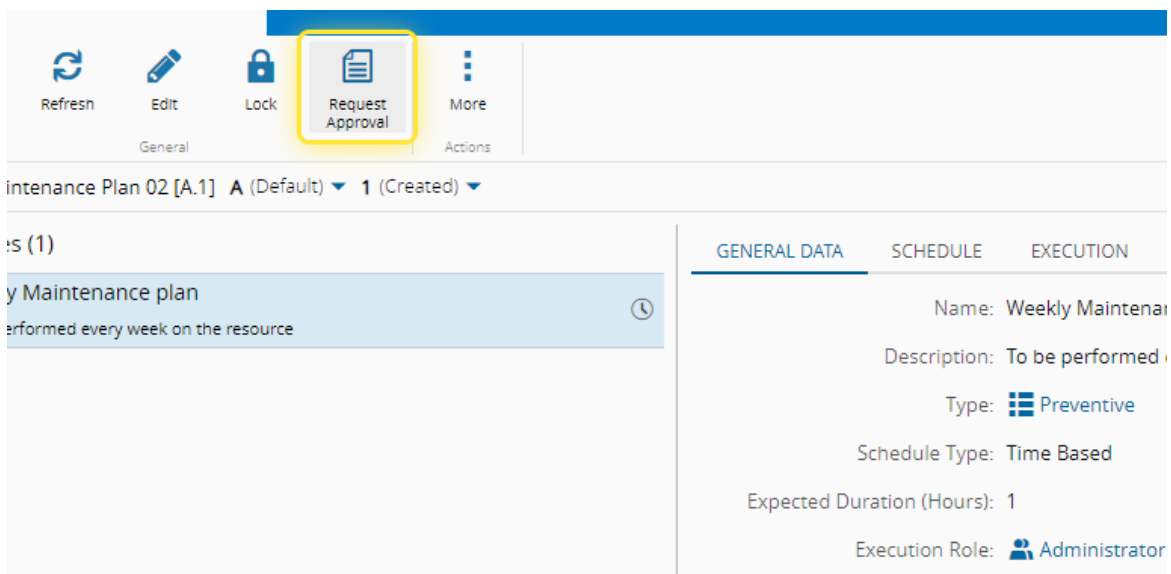 Refresh Edit Lock Request Approval More
General Actions
intenance Plan 02 [A.1] A (Default) 1 (Created)
es (1)
y Maintenance plan
erformed every week on the resource
GENERAL DATA SCHEDULE EXECUTION
Name: Weekly Maintenan
Description: To be performed
Type: Preventive
Schedule Type: Time Based
Expected Duration (Hours): 1
Execution Role: Administrator